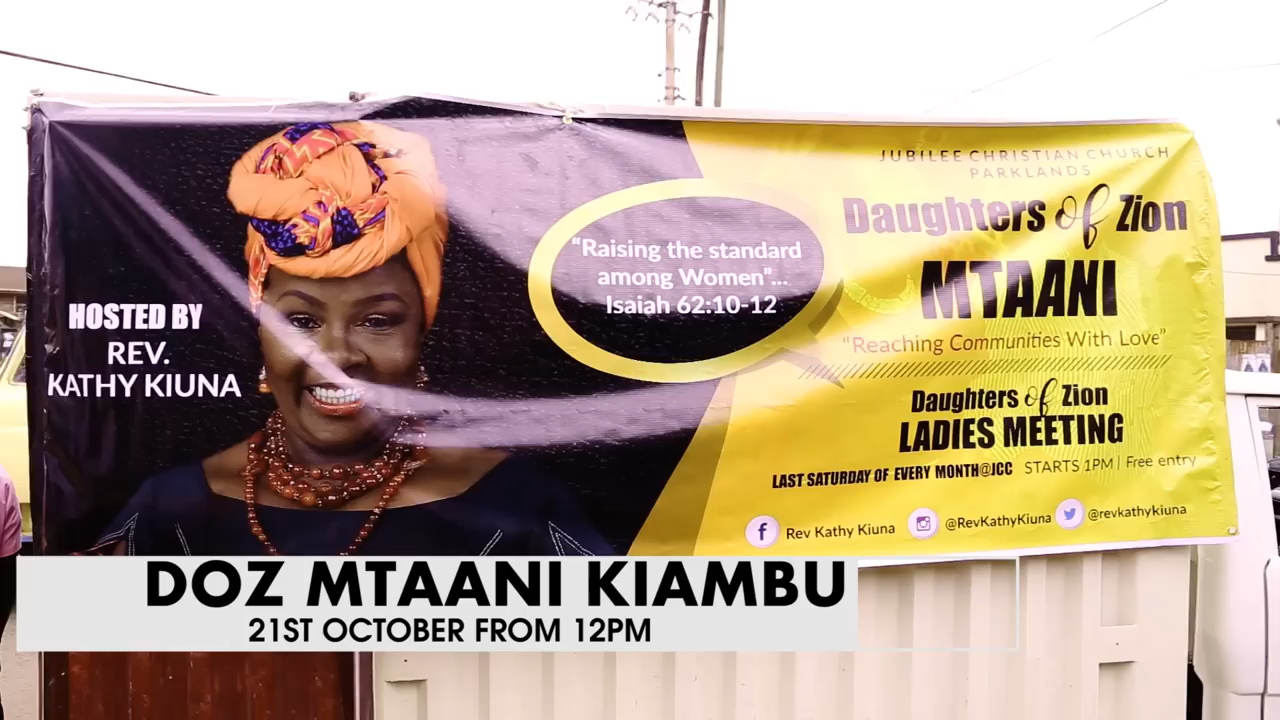 HOSTED BY
REV.
KATHY KIUNA
"Raising the standard
among Women"...
Isaiah 62:10-12
JUBILEE CHRISTIAN CHURCH
PARKLANDS
Daughters of Zion
MTAANI
"Reaching Communities With Love"
Daughters of Zion
LADIES MEETING
LAST SATURDAY OF EVERY MONTH@JCC STARTS 1PM | Free entry
f Rev Kathy Kiuna @RevKathyKiuna @revkathykiuna
DOZ MTAANI KIAMBU
21ST OCTOBER FROM 12PM